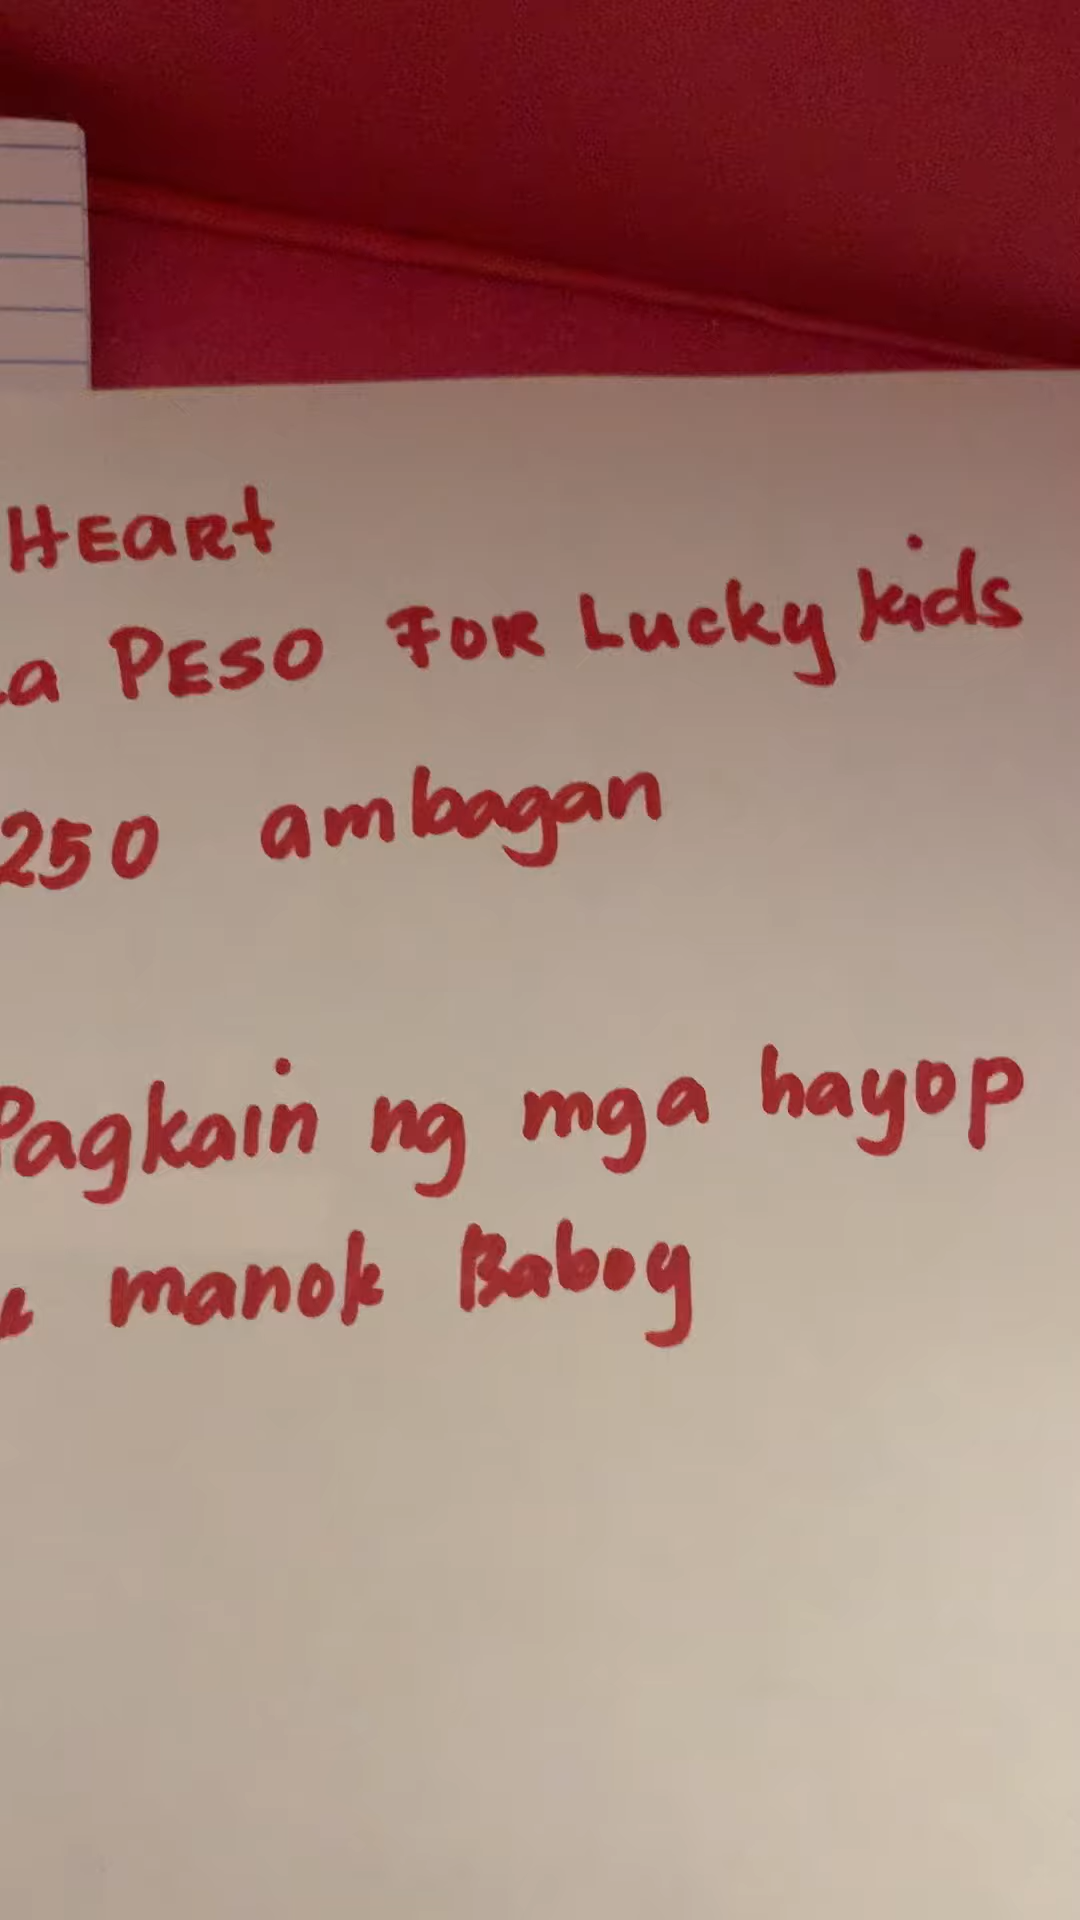 HEaRt
a PESO FOR Lucky kids
250 ambagan
Pagkain ng mga hayop
manok Baboy